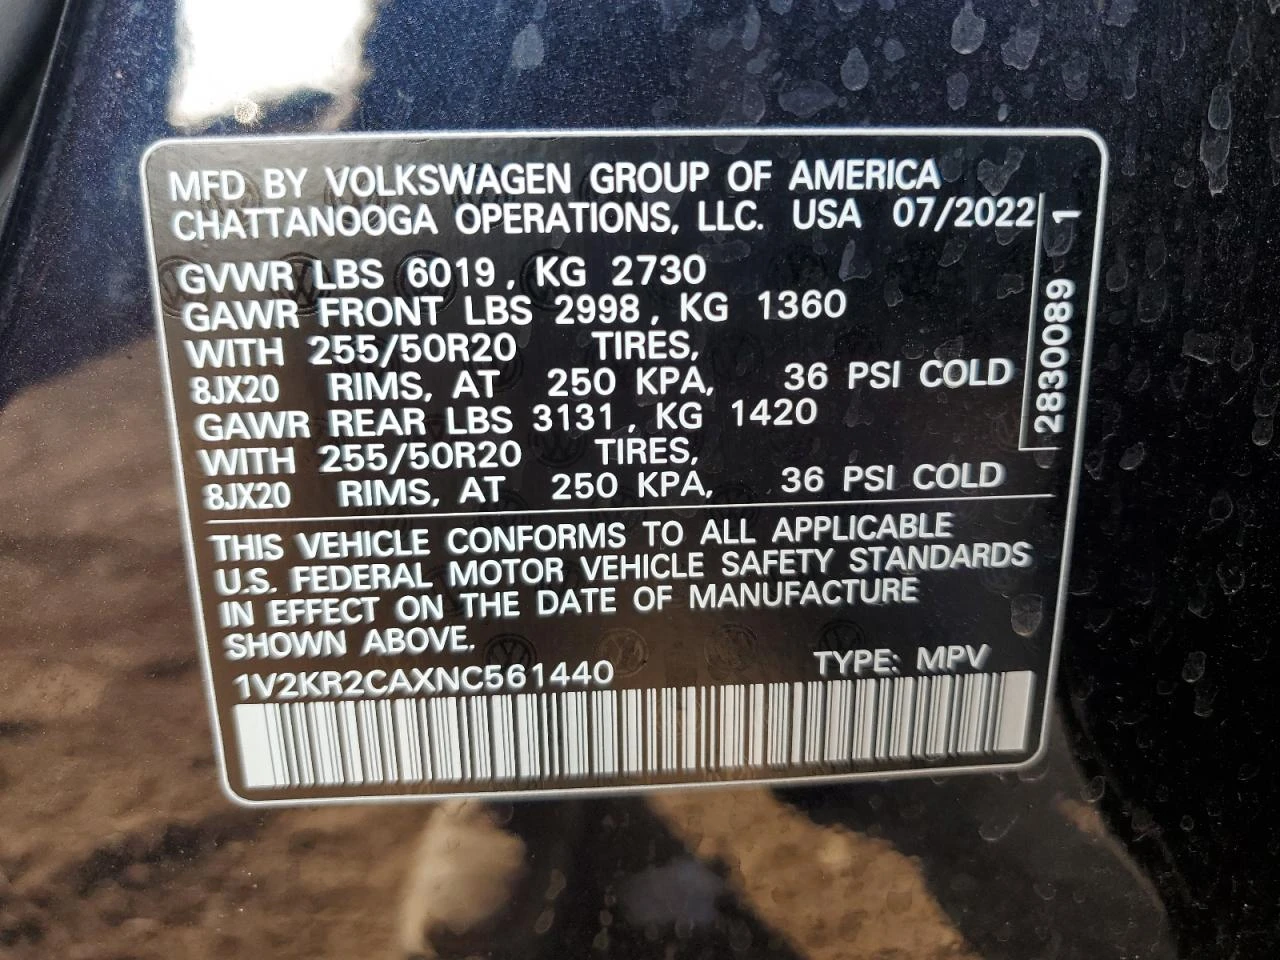 MFD BY VOLKSWAGEN GROUP OF AMERICA
CHATTANOOGA OPERATIONS, LLC. USA 07/2022
GVWR LBS 6019, KG 2730
GAWR FRONT LBS 2998, KG 1360
WITH 255/50R20 TIRES,
8JX20 RIMS, AT 250 KPA, 36 PSI COLD
GAWR REAR LBS 3131, KG 1420
WITH 255/50R20 TIRES,
8JX20 RIMS, AT 250 KPA, 36 PSI COLD
2830089 1
THIS VEHICLE CONFORMS TO ALL APPLICABLE
U.S. FEDERAL MOTOR VEHICLE SAFETY STANDARDS
IN EFFECT ON THE DATE OF MANUFACTURE
SHOWN ABOVE.
1V2KR2CAXNC561440 TYPE: MPV